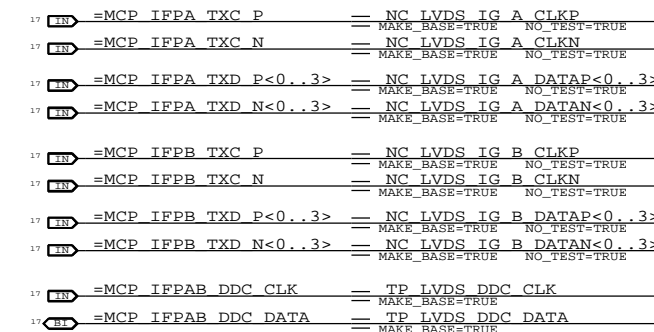 17 IN =MCP_IFPA_TXC_P NC_LVDS_IG_A_CLKP
MAKE_BASE=TRUE NO_TEST=TRUE
17 IN =MCP_IFPA_TXC_N NC_LVDS_IG_A_CLKN
MAKE_BASE=TRUE NO_TEST=TRUE
17 IN =MCP_IFPA_TXD_P<0..3> NC_LVDS_IG_A_DATAP<0..3>
MAKE_BASE=TRUE NO_TEST=TRUE
17 IN =MCP_IFPA_TXD_N<0..3> NC_LVDS_IG_A_DATAN<0..3>
MAKE_BASE=TRUE NO_TEST=TRUE
17 IN =MCP_IFPB_TXC_P NC_LVDS_IG_B_CLKP
MAKE_BASE=TRUE NO_TEST=TRUE
17 IN =MCP_IFPB_TXC_N NC_LVDS_IG_B_CLKN
MAKE_BASE=TRUE NO_TEST=TRUE
17 IN =MCP_IFPB_TXD_P<0..3> NC_LVDS_IG_B_DATAP<0..3>
MAKE_BASE=TRUE NO_TEST=TRUE
17 IN =MCP_IFPB_TXD_N<0..3> NC_LVDS_IG_B_DATAN<0..3>
MAKE_BASE=TRUE NO_TEST=TRUE
17 IN =MCP_IFPAB_DDC_CLK TP_LVDS_DDC_CLK
MAKE_BASE=TRUE
17 BI =MCP_IFPAB_DDC_DATA TP_LVDS_DDC_DATA
MAKE_BASE=TRUE